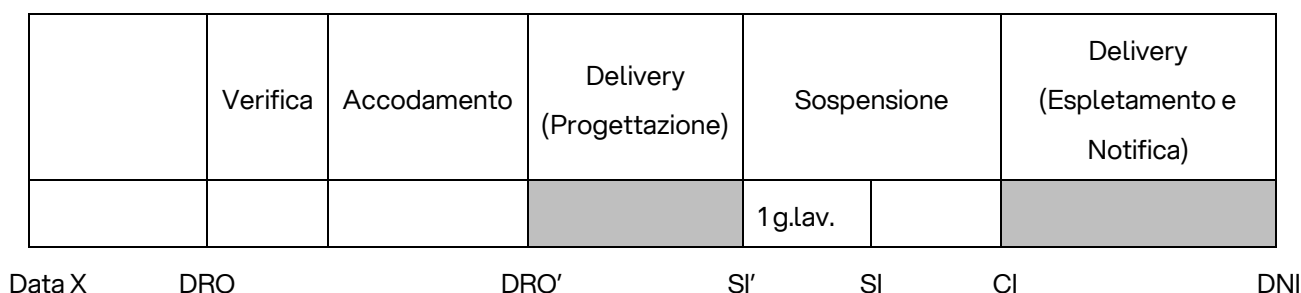 Verifica Accodamento Delivery (Progettazione) Sospensione Delivery (Espletamento e Notifica)
1 g.lav.
Data X DRO DRO' SI' SI CI DNI